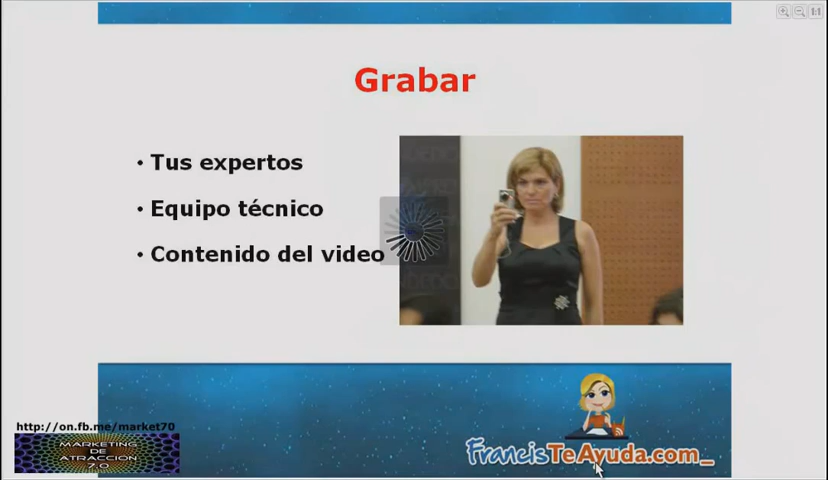 Grabar
• Tus expertos
• Equipo técnico
• Contenido del video
http://on.fb.me/market70
MARKETING
DE
ATRACCIÓN
7.0
FrancisTeAyuda.com_